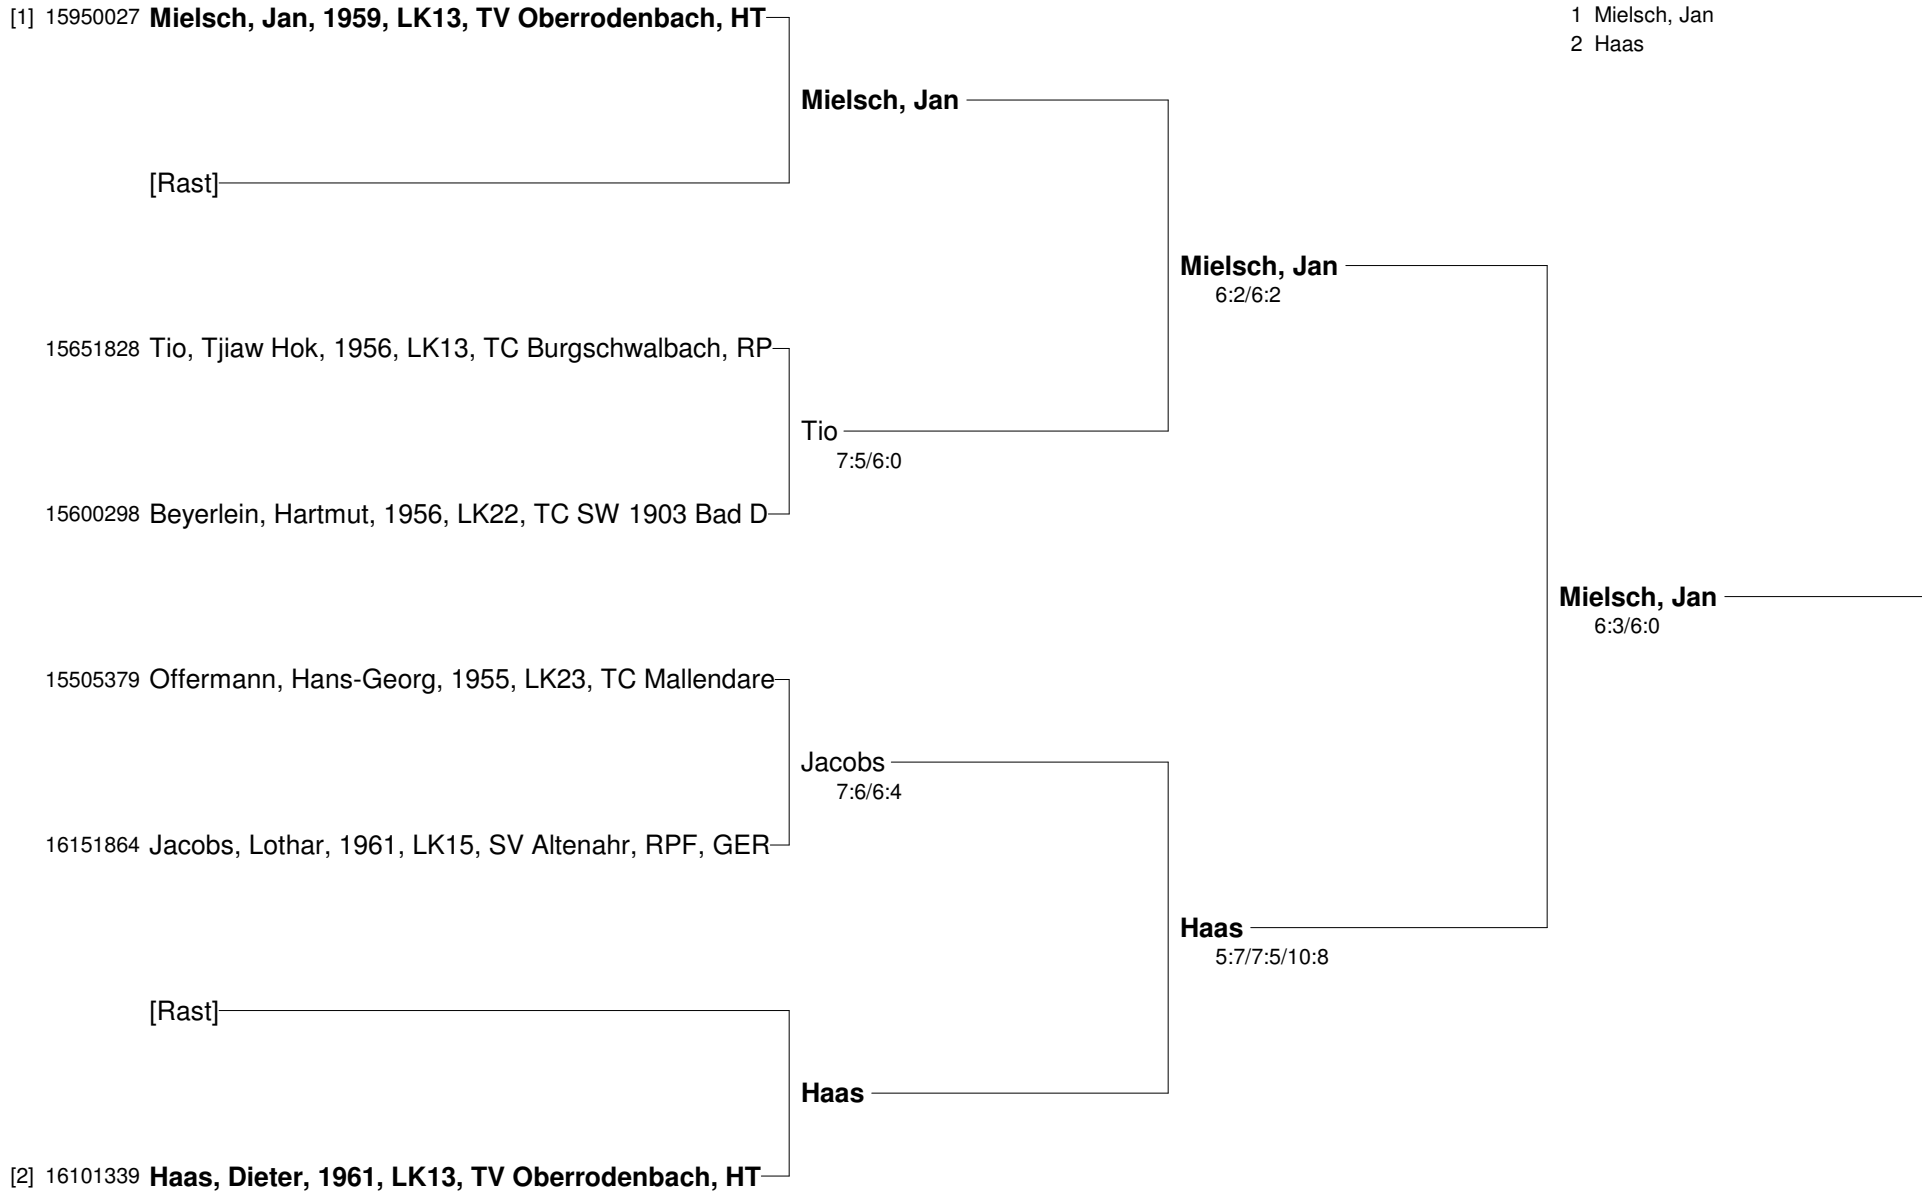 [1] 15950027 Mielsch, Jan, 1959, LK13, TV Oberrodenbach, HT
1 Mielsch, Jan
2 Haas
Mielsch, Jan
[Rast]
Mielsch, Jan
6:2/6:2
15651828 Tio, Tjiaw Hok, 1956, LK13, TC Burgschwalbach, RP
Tio
7:5/6:0
15600298 Beyerlein, Hartmut, 1956, LK22, TC SW 1903 Bad D
Mielsch, Jan
6:3/6:0
15505379 Offermann, Hans-Georg, 1955, LK23, TC Mallendare
Jacobs
7:6/6:4
16151864 Jacobs, Lothar, 1961, LK15, SV Altenahr, RPF, GER
Haas
5:7/7:5/10:8
[Rast]
Haas
[2] 16101339 Haas, Dieter, 1961, LK13, TV Oberrodenbach, HT